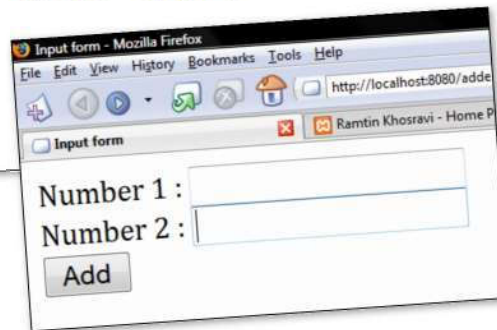 Input form - Mozilla Firefox
File Edit View History Bookmarks Tools Help
http://localhost:8080/adde
Input form
Ramtin Khosravi - Home P
Number 1 :
Number 2 :
Add